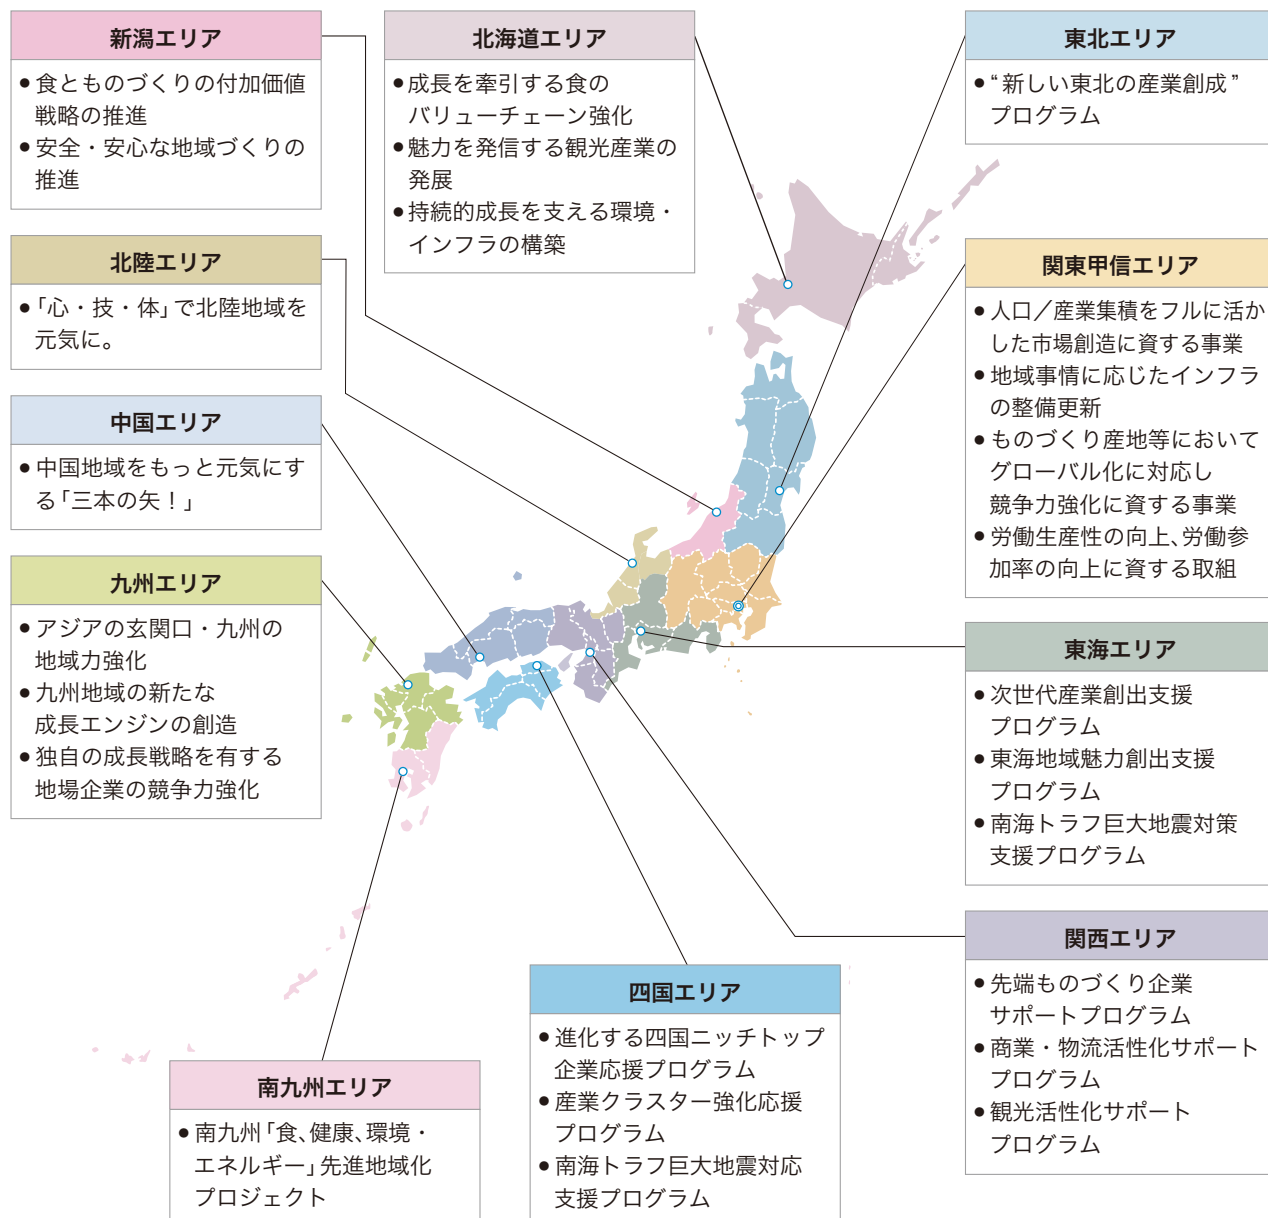 新潟エリア
● 食とものづくりの付加価値
戦略の推進
● 安全・安心な地域づくりの
推進
北海道エリア
● 成長を牽引する食の
バリューチェーン強化
● 魅力を発信する観光産業の
発展
● 持続的成長を支える環境・
インフラの構築
東北エリア
● “新しい東北の産業創成”
プログラム
北陸エリア
● 「心・技・体」で北陸地域を
元気に。
関東甲信エリア
● 人口／産業集積をフルに活か
した市場創造に資する事業
● 地域事情に応じたインフラ
の整備更新
● ものづくり産地等において
グローバル化に対応し
競争力強化に資する事業
● 労働生産性の向上、労働参
加率の向上に資する取組
中国エリア
● 中国地域をもっと元気にす
る「三本の矢！」
九州エリア
● アジアの玄関口・九州の
地域力強化
● 九州地域の新たな
成長エンジンの創造
● 独自の成長戦略を有する
地場企業の競争力強化
東海エリア
● 次世代産業創出支援
プログラム
● 東海地域魅力創出支援
プログラム
● 南海トラフ巨大地震対策
支援プログラム
関西エリア
● 先端ものづくり企業
サポートプログラム
● 商業・物流活性化サポート
プログラム
● 観光活性化サポート
プログラム
四国エリア
● 進化する四国ニッチトップ
企業応援プログラム
● 産業クラスター強化応援
プログラム
● 南海トラフ巨大地震対応
支援プログラム
南九州エリア
● 南九州「食、健康、環境・
エネルギー」先進地域化
プロジェクト